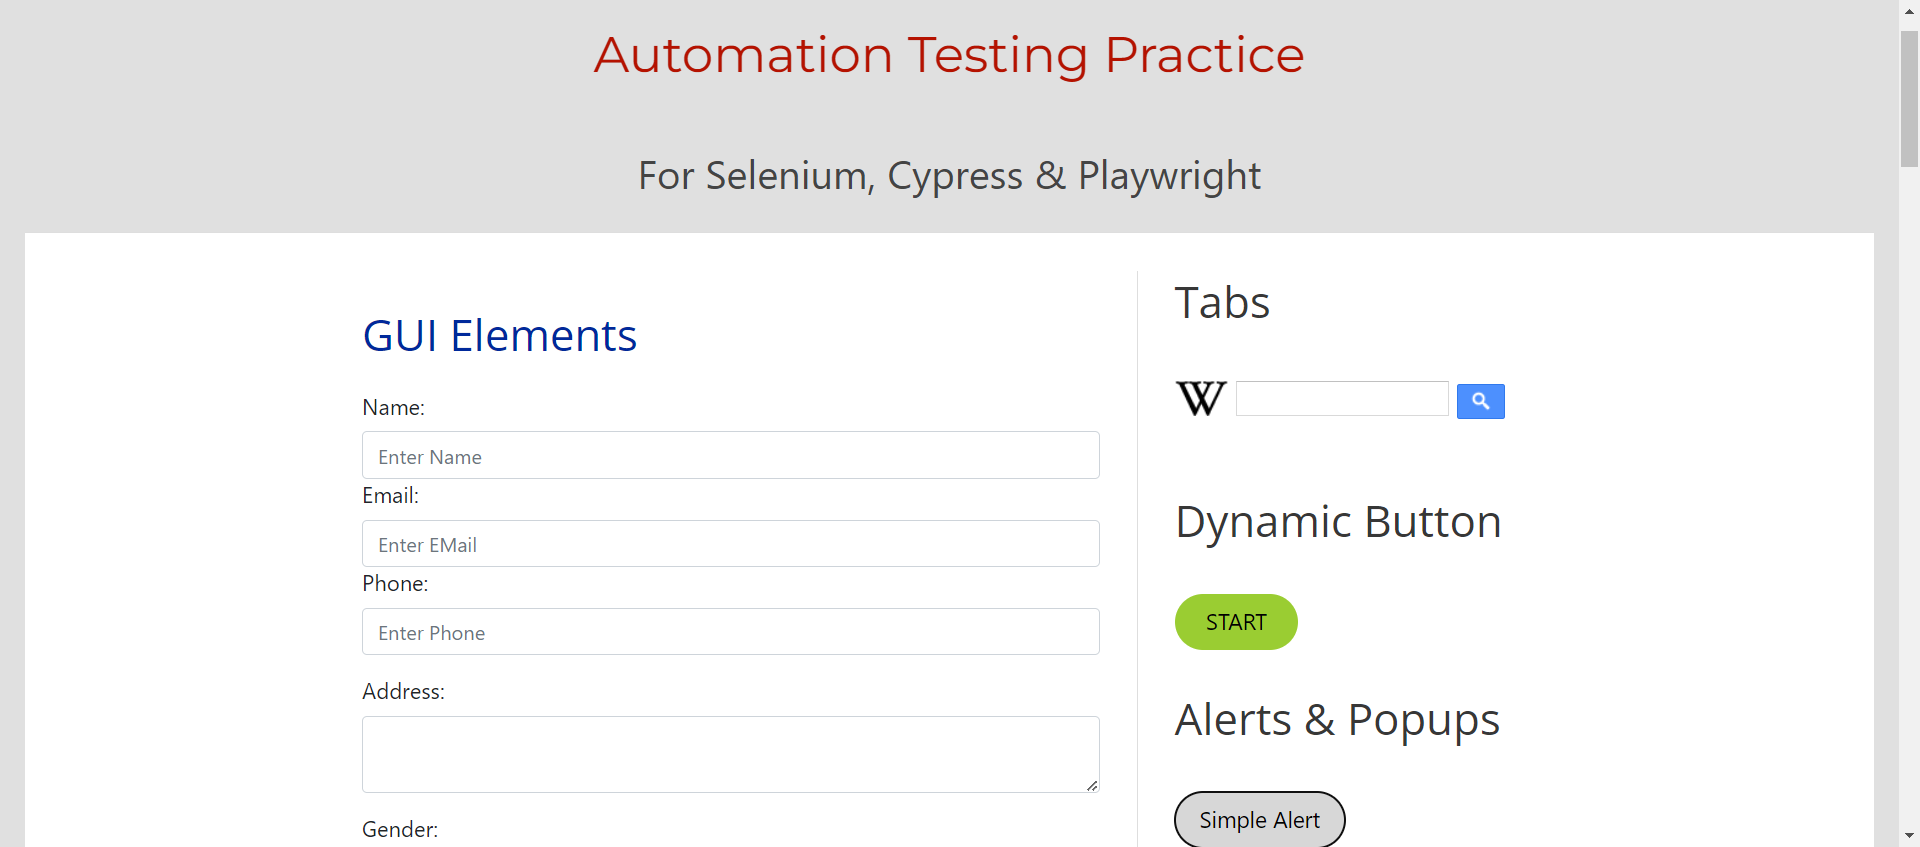 Automation Testing Practice
For Selenium, Cypress & Playwright
GUI Elements
Name:
Enter Name
Email:
Enter EMail
Phone:
Enter Phone
Address:
Gender:
Tabs
W
Dynamic Button
START
Alerts & Popups
Simple Alert